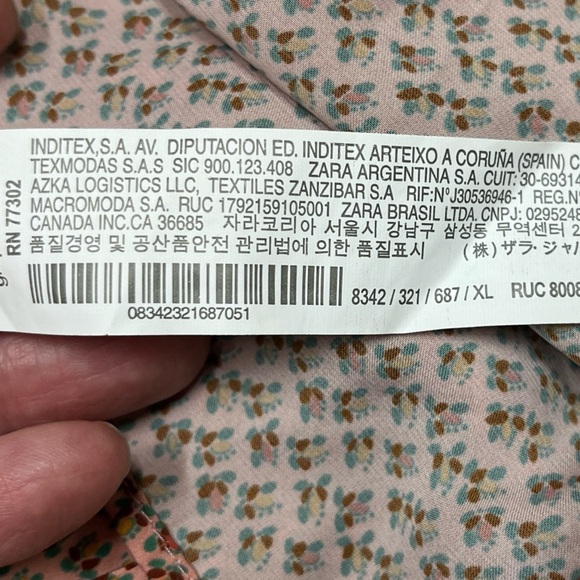 INDITEX,S.A. AV. DIPUTACION ED. INDITEX ARTEIXO A CORUÑA (SPAIN)
TEXMODAS S.A.S SIC 900.123.408 ZARA ARGENTINA S.A. CUIT: 30-69314
AZKA LOGISTICS LLC, TEXTILES ZANZIBAR S.A RIF:NºJ30536946-1 REG.N
MACROMODA S.A. RUC 1792159105001 ZARA BRASIL LTDA. CNPJ: 0295248
CANADA INC.CA 36685 자라코리아 서울시 강남구 삼성동 무역센터 2
품질경영 및 공산품안전 관리법에 의한 품질표시 (株) ザラ・ジャパ
08342321687051
8342 / 321 / 687 / XL RUC 8008
RN 77302